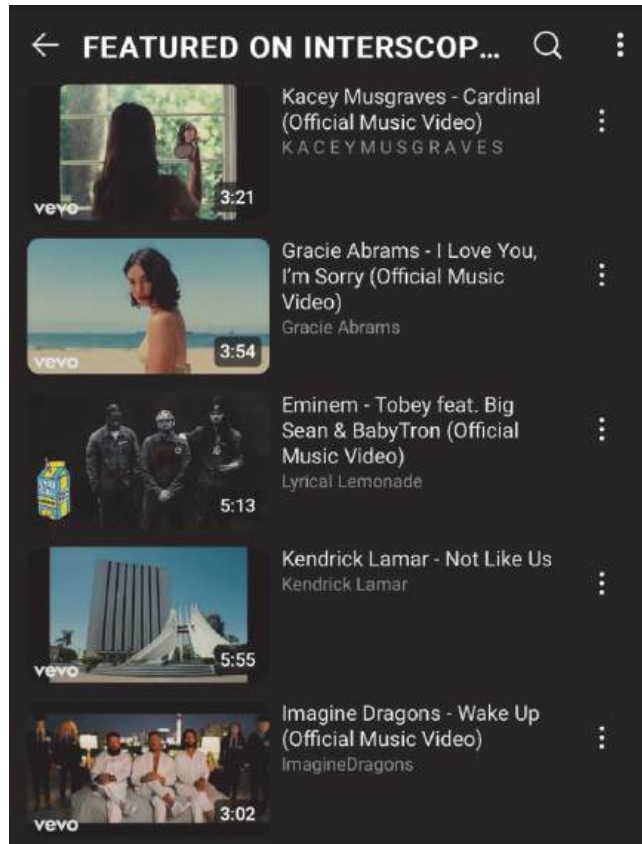 FEATURED ON INTERSCOP...
vevo
3:21
Kacey Musgraves - Cardinal
(Official Music Video)
KACEYMUSGRAVES
vevo
3:54
Gracie Abrams - I Love You,
I'm Sorry (Official Music
Video)
Gracie Abrams
5:13
Eminem - Tobey feat. Big
Sean & BabyTron (Official
Music Video)
Lyrical Lemonade
vevo
5:55
Kendrick Lamar - Not Like Us
Kendrick Lamar
vevo
3:02
Imagine Dragons - Wake Up
(Official Music Video)
ImagineDragons